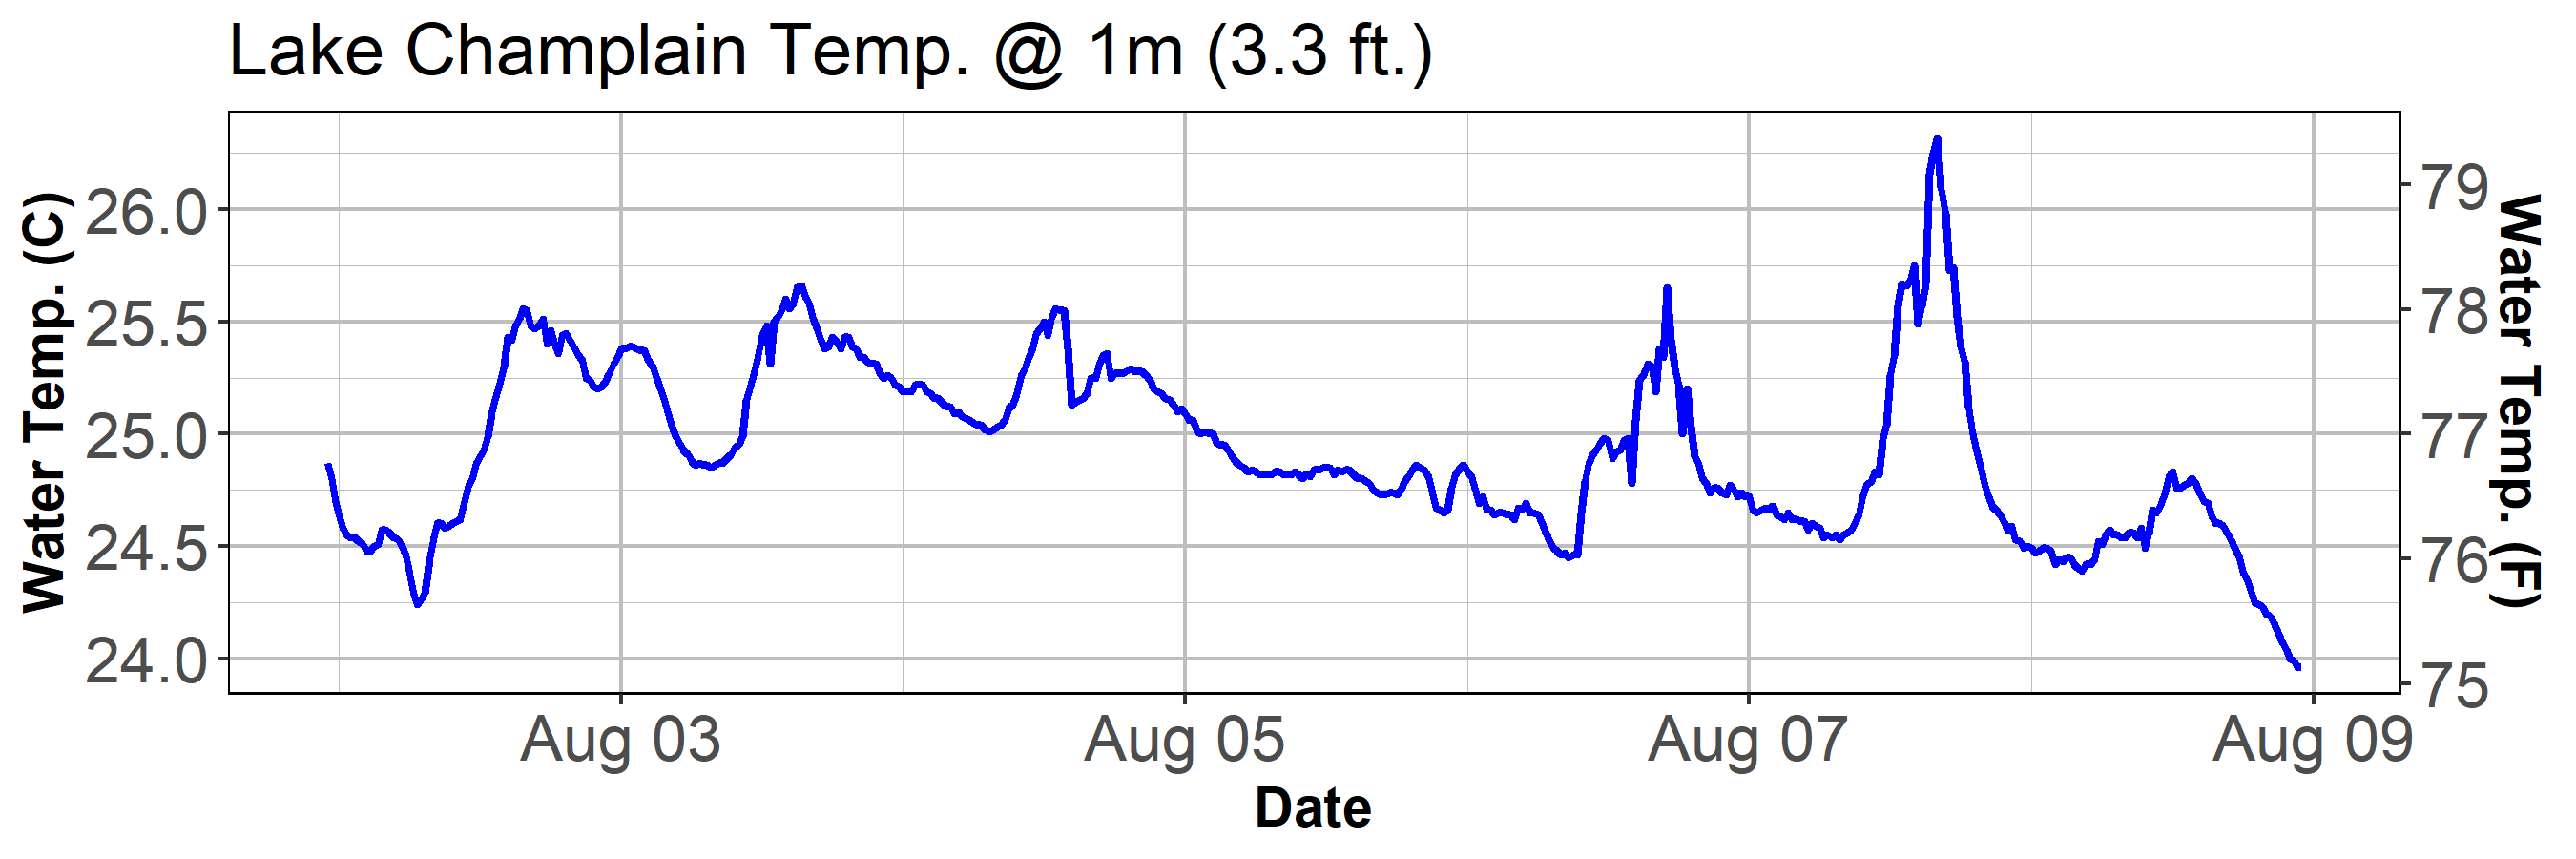 Lake Champlain Temp. @ 1m (3.3 ft.)
Water Temp. (C)
26.0
25.5
25.0
24.5
24.0
79
78
77
76
75
Water Temp. (F)
Aug 03 Aug 05 Aug 07 Aug 09
Date